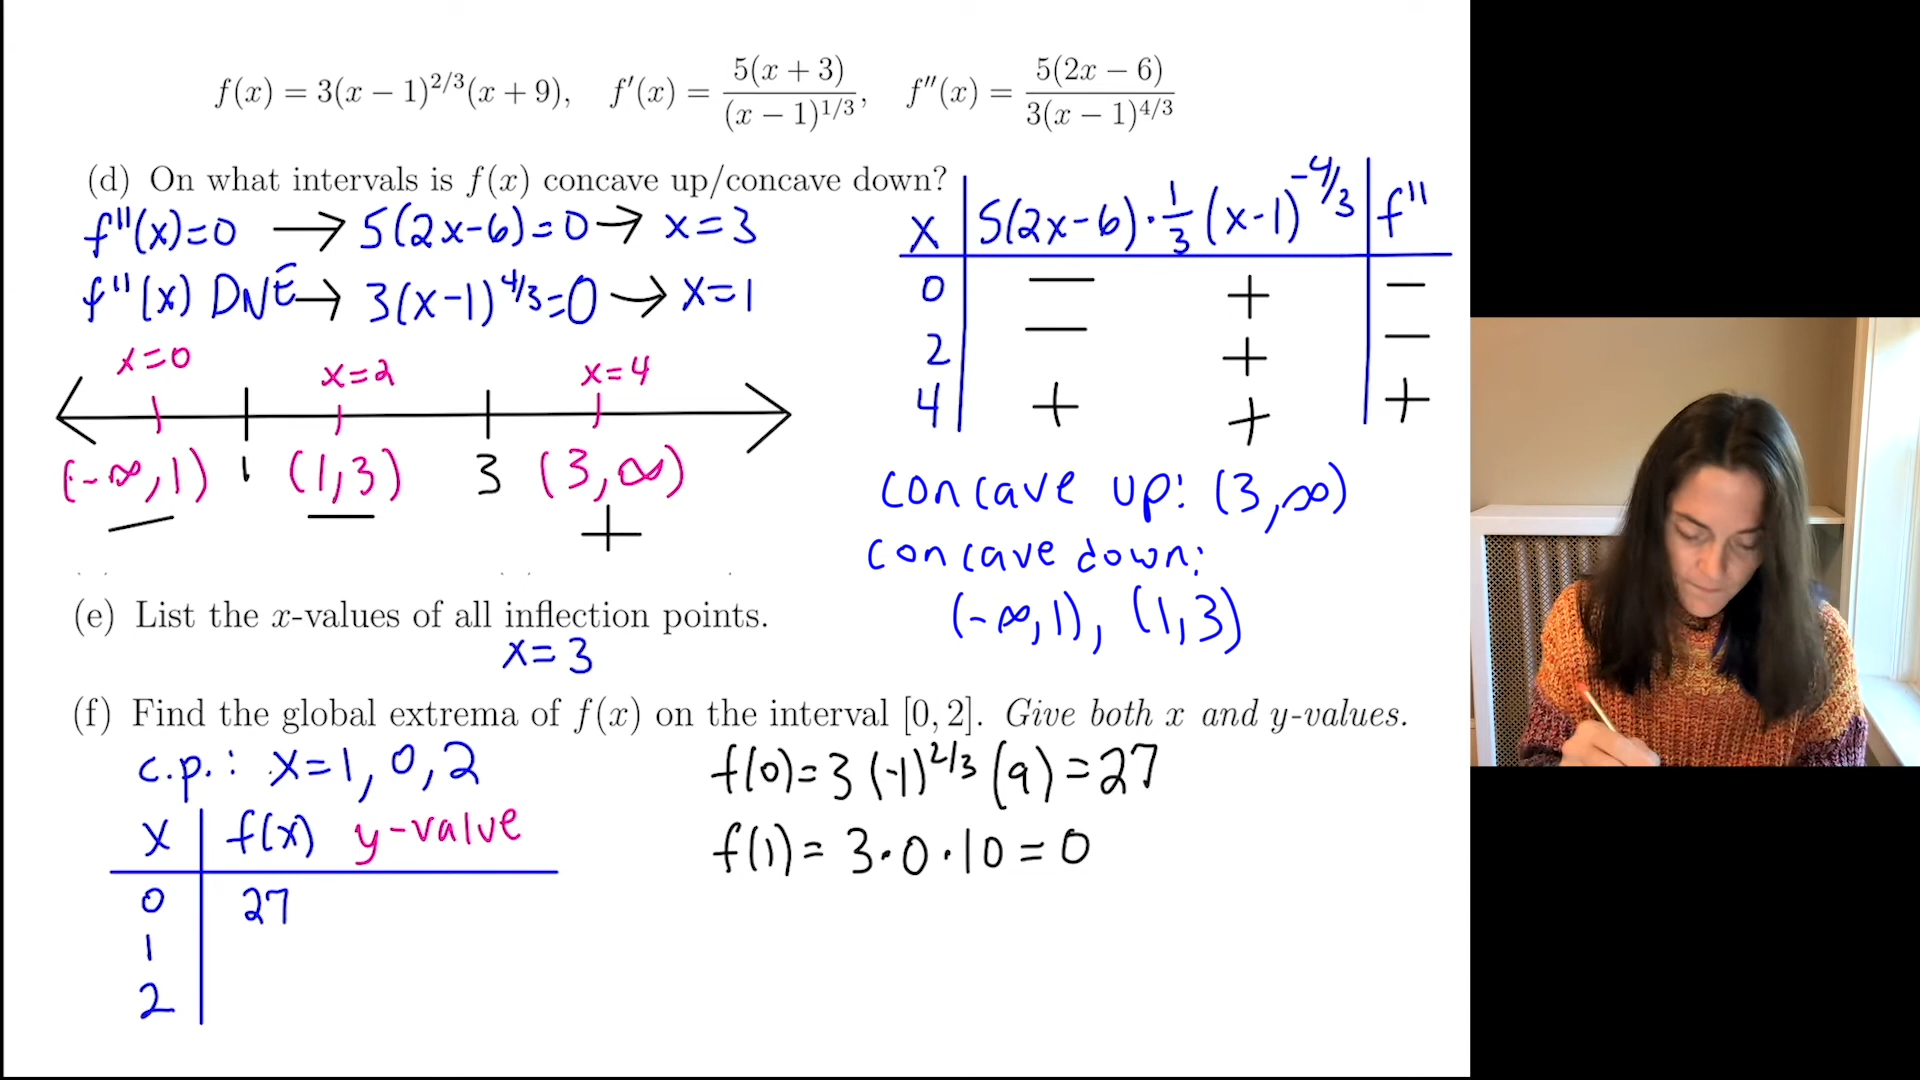 f(x) = 3(x − 1)^{2/3}(x + 9), f′(x) = 5(x + 3)/(x − 1)^{1/3}, f″(x) = 5(2x − 6)/3(x − 1)^{4/3}
(d) On what intervals is f(x) concave up/concave down?
f"(x)=0 → 5(2x-6)=0 → x=3
f"(x) DNE → 3(x-1)^{4/3}=0 → x=1
x=0 x=2 x=4
(-∞,1) 1 (1,3) 3 (3,∞)
− − +
x | 5(2x-6) · 1/3 (x-1)^{-4/3} | f"
0 | − + | −
2 | − + | −
4 | + + | +
concave up: (3,∞)
concave down:
(-∞,1), (1,3)
(e) List the x-values of all inflection points.
x=3
(f) Find the global extrema of f(x) on the interval [0, 2]. Give both x and y-values.
c.p.: x=1, 0, 2
x | f(x) y-value
0 | 27
1
2
f(0)=3(-1)^{2/3}(9)=27
f(1)=3·0·10=0